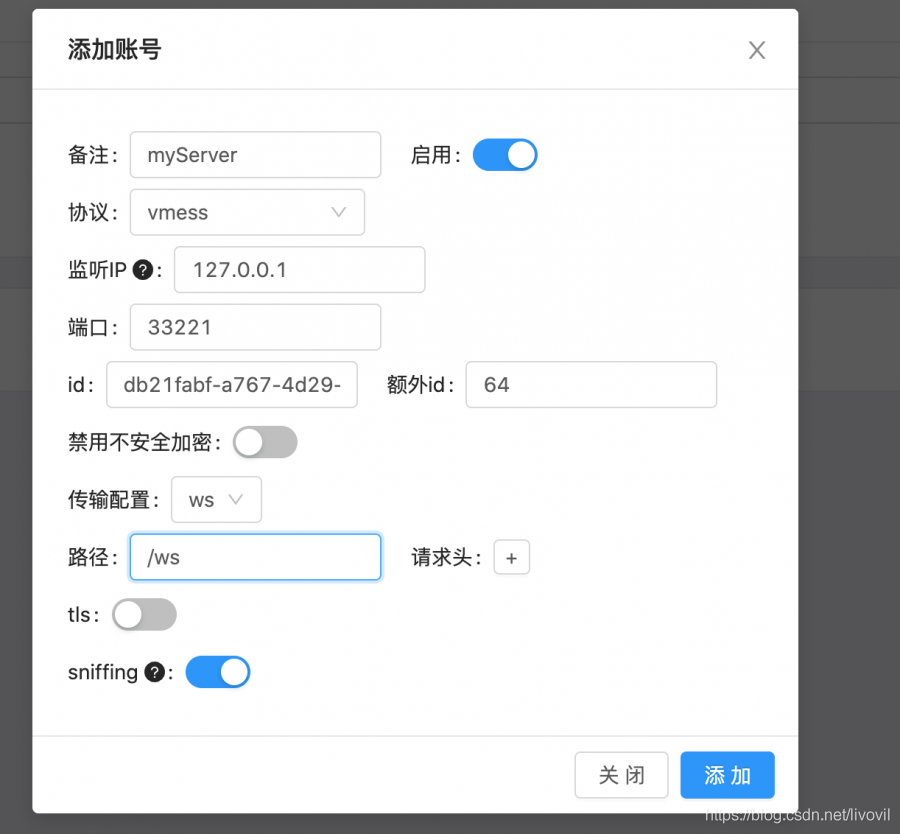 添加账号
备注: myServer 启用:
协议: vmess
监听IP ?: 127.0.0.1
端口: 33221
id: db21fabf-a767-4d29- 额外id: 64
禁用不安全加密:
传输配置: ws
路径: /ws 请求头: +
tls:
sniffing ?:
关 闭 添 加
https://blog.csdn.net/livovil